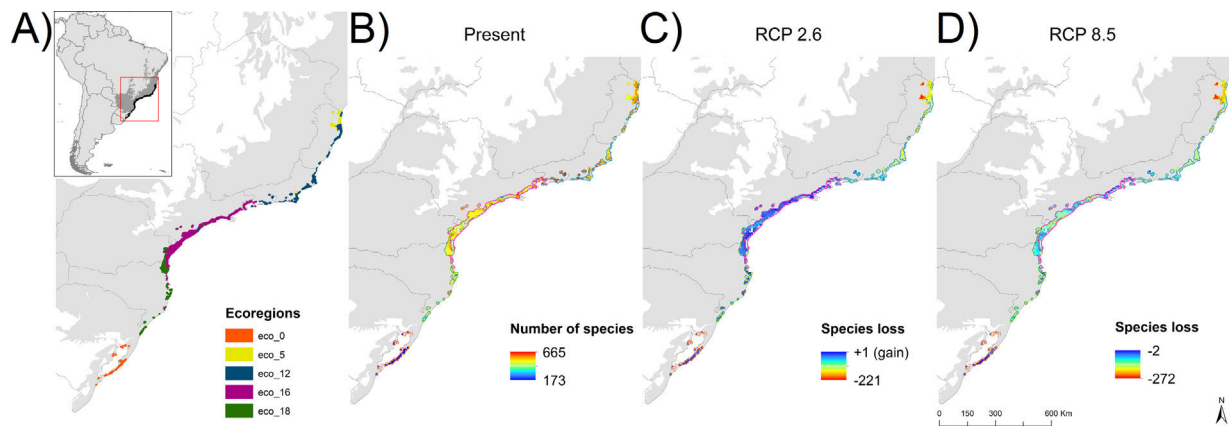 A)
B)
Present
C)
RCP 2.6
D)
RCP 8.5
Ecoregions
eco_0
eco_5
eco_12
eco_16
eco_18
Number of species
665
173
Species loss
+1 (gain)
-221
Species loss
-2
-272
0 150 300 600 Km
N